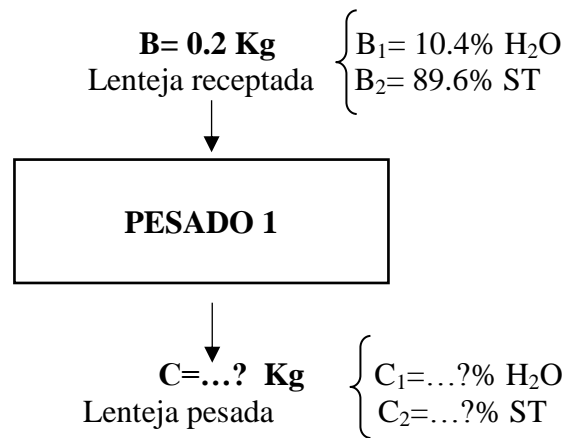 B= 0.2 Kg
Lenteja receptada
B₁= 10.4% H₂O
B₂= 89.6% ST
PESADO 1
C=…? Kg
Lenteja pesada
C₁=…?% H₂O
C₂=…?% ST